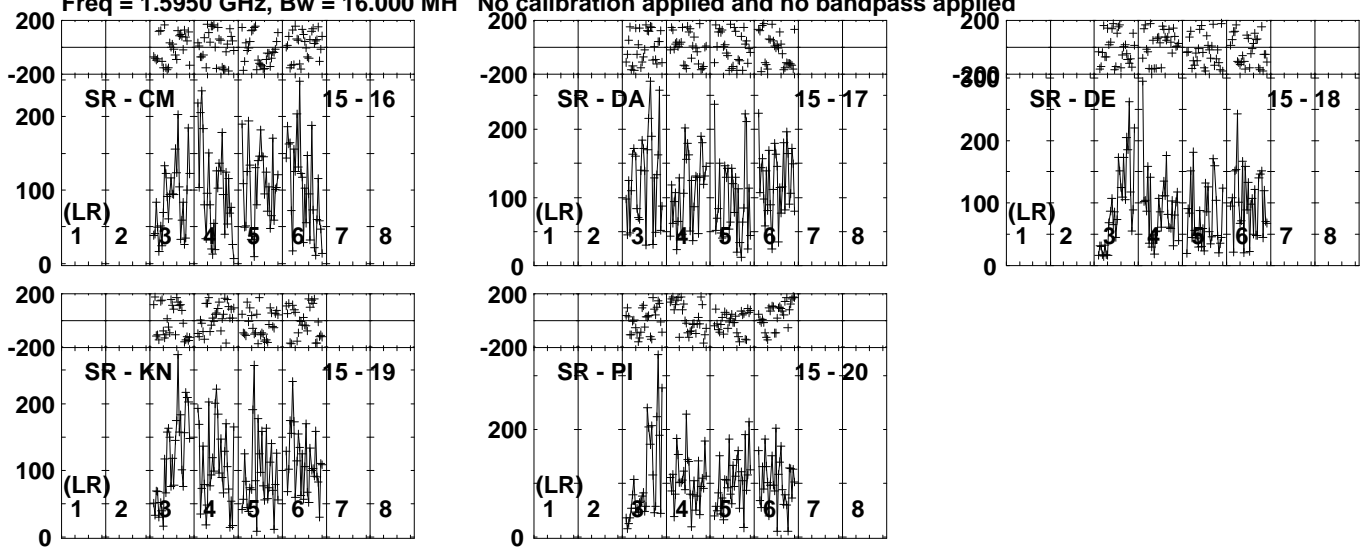 Freq = 1.5950 GHz, Bw = 16.000 MH No calibration applied and no bandpass applied
200
-200
SR - CM 15 - 16
200
100
0
(LR)
1 2 3 4 5 6 7 8
200
-200
SR - DA 15 - 17
200
100
0
(LR)
1 2 3 4 5 6 7 8
200
-200
300
SR - DE 15 - 18
200
100
0
(LR)
1 2 3 4 5 6 7 8
200
-200
SR - KN 15 - 19
200
100
0
(LR)
1 2 3 4 5 6 7 8
200
-200
SR - PI 15 - 20
200
0
(LR)
1 2 3 4 5 6 7 8